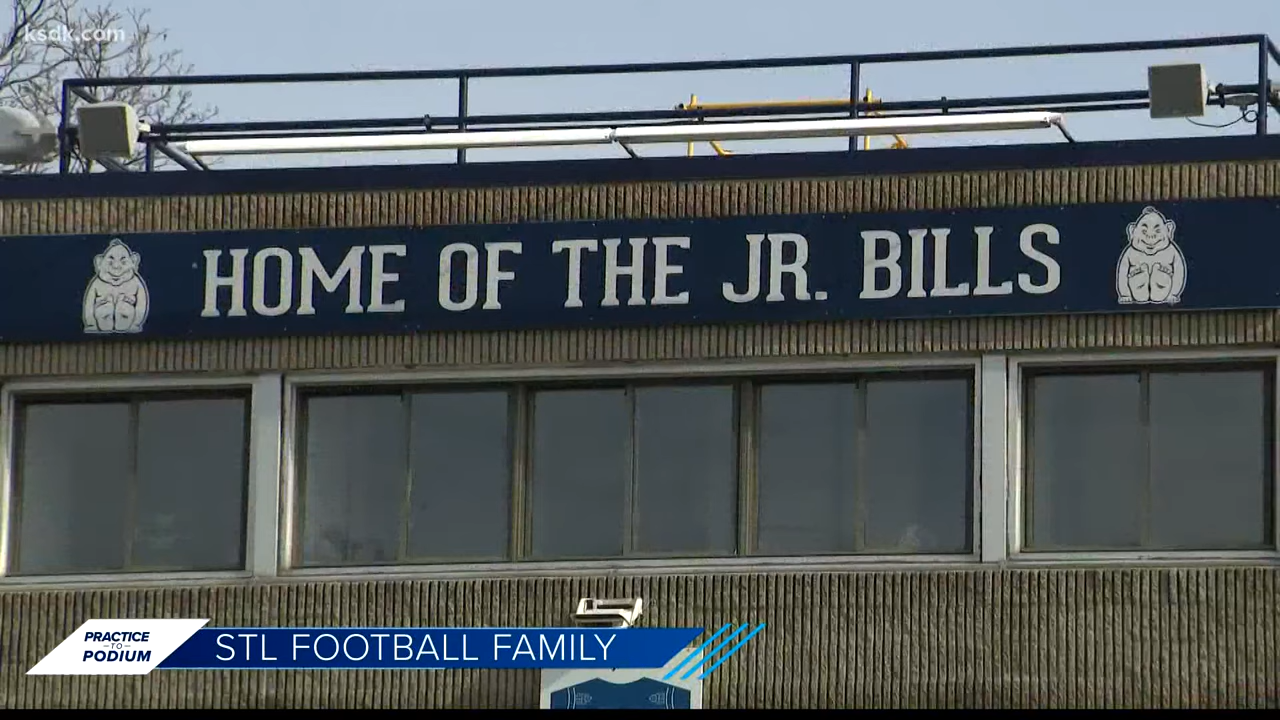 ksdk.com
HOME OF THE JR. BILLS
PRACTICE
TO
PODIUM
STL FOOTBALL FAMILY